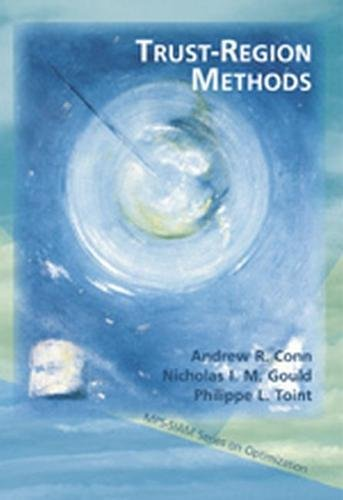 TRUST-REGION
METHODS
Andrew R. Conn
Nicholas I. M. Gould
Philippe L. Toint
MPS-SIAM Series on Optimization